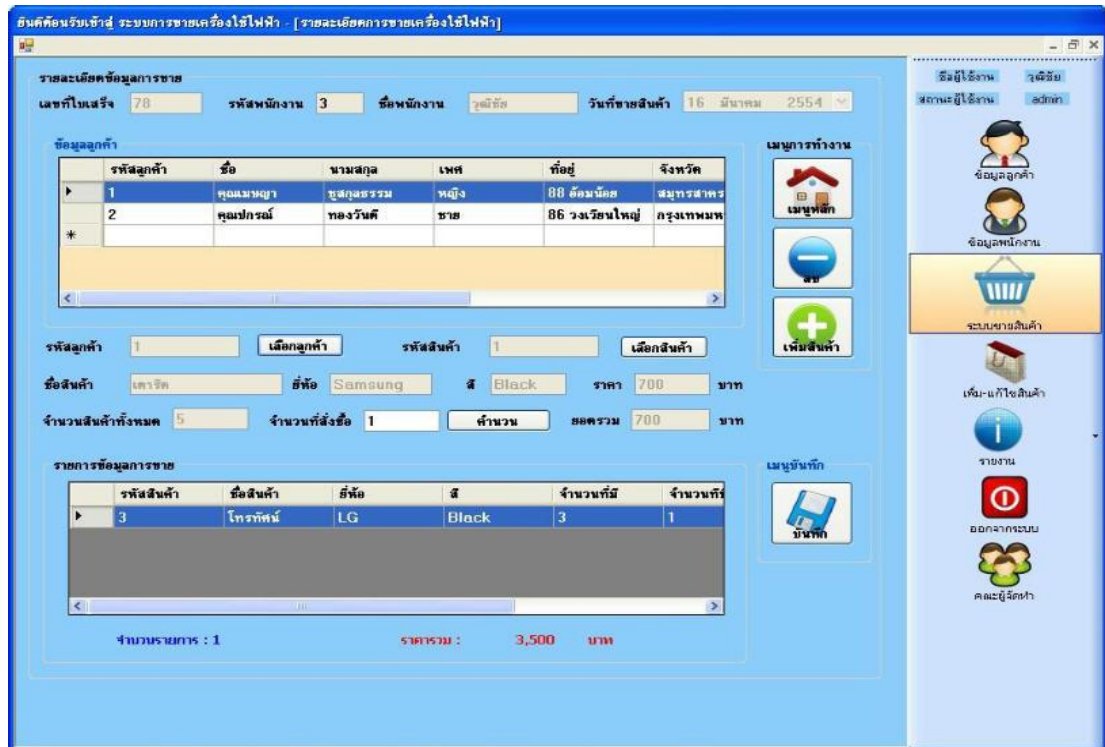 ยินดีต้อนรับเข้าสู่ ระบบการขายเครื่องใช้ไฟฟ้า - [รายละเอียดการขายเครื่องใช้ไฟฟ้า]
รายละเอียดข้อมูลการขาย
เลขที่ใบเสร็จ 78 รหัสพนักงาน 3 ชื่อพนักงาน วุฒิชัย วันที่ขายสินค้า 16 มีนาคม 2554
ข้อมูลลูกค้า
รหัสลูกค้า ชื่อ นามสกุล เพศ ที่อยู่ จังหวัด
1 คุณเมษญา ชูสกุลธรรม หญิง 88 อ้อมน้อย สมุทรสาคร
2 คุณปกรณ์ ทองวันดี ชาย 86 วงเวียนใหญ่ กรุงเทพมห
*
เมนูการทำงาน
เมนูหลัก
ลบ
เพิ่มสินค้า
รหัสลูกค้า 1 เลือกลูกค้า รหัสสินค้า 1 เลือกสินค้า
ชื่อสินค้า เตารีด ยี่ห้อ Samsung สี Black ราคา 700 บาท
จำนวนสินค้าทั้งหมด 5 จำนวนที่สั่งซื้อ 1 คำนวน ยอดรวม 700 บาท
รายการข้อมูลการขาย
รหัสสินค้า ชื่อสินค้า ยี่ห้อ สี จำนวนที่มี จำนวนที่
3 โทรทัศน์ LG Black 3 1
จำนวนรายการ : 1 ราคารวม : 3,500 บาท
เมนูบันทึก
บันทึก
ชื่อผู้ใช้งาน วุฒิชัย
สถานะผู้ใช้งาน admin
ข้อมูลลูกค้า
ข้อมูลพนักงาน
ระบบขายสินค้า
เพิ่ม-แก้ไขสินค้า
รายงาน
ออกจากระบบ
คณะผู้จัดทำ